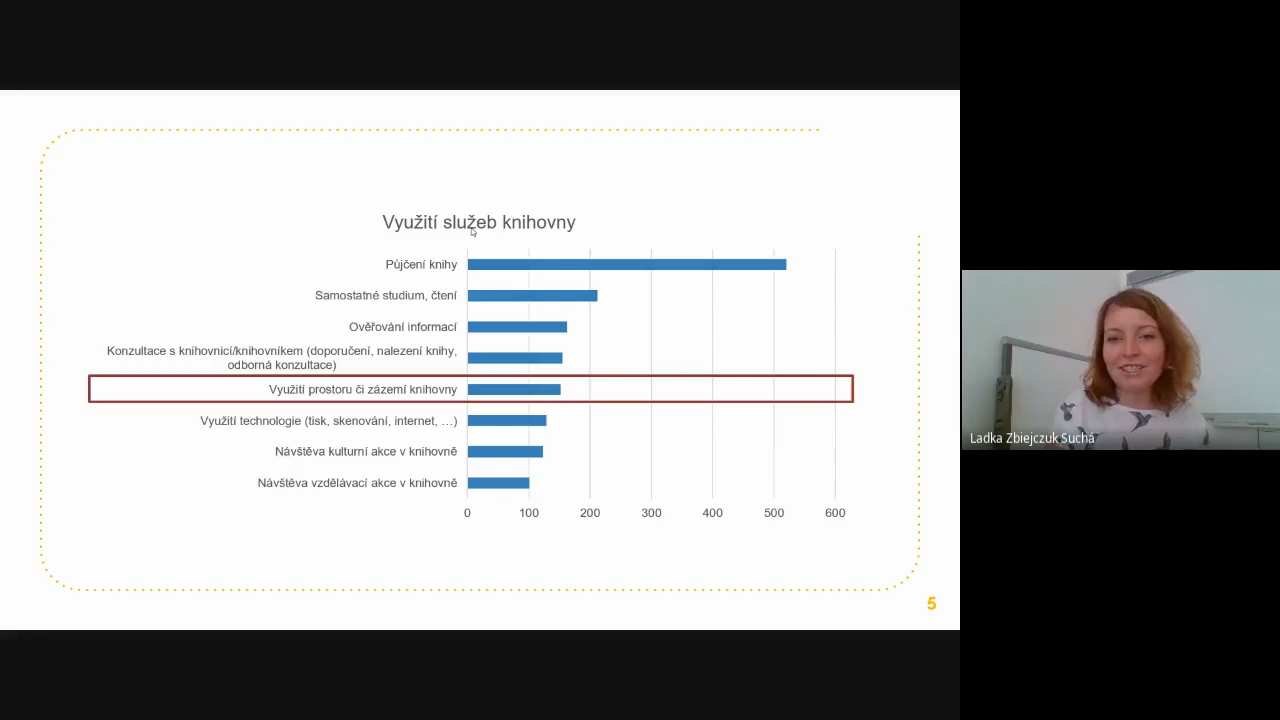 Využití služeb knihovny
Půjčení knihy
Samostatné studium, čtení
Ověřování informací
Konzultace s knihovnicí/knihovníkem (doporučení, nalezení knihy,
odborná konzultace)
Využití prostoru či zázemí knihovny
Využití technologie (tisk, skenování, internet, …)
Návštěva kulturní akce v knihovně
Návštěva vzdělávací akce v knihovně
0 100 200 300 400 500 600
5
Ladka Zbiejczuk Suchá